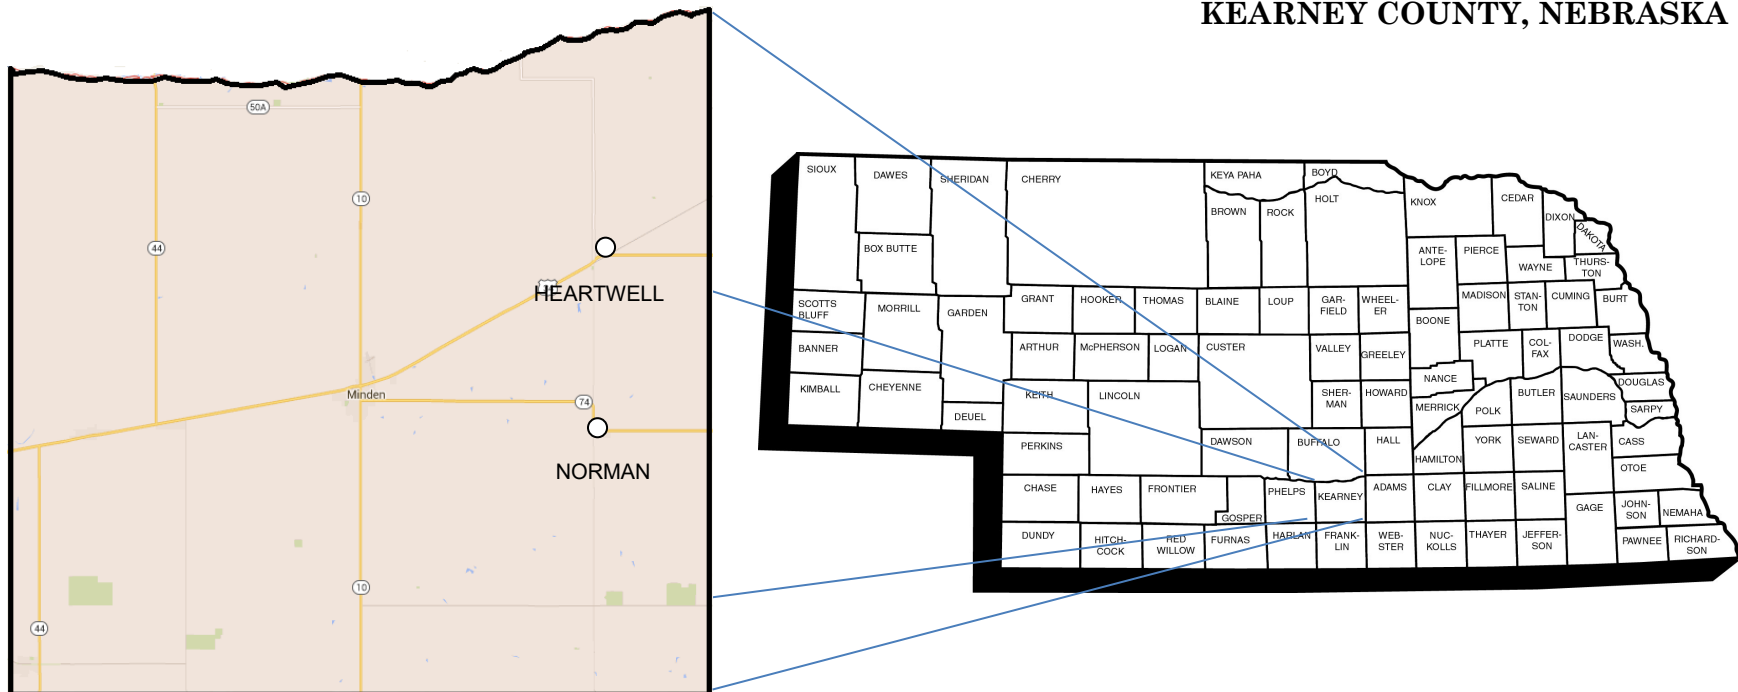 KEARNEY COUNTY, NEBRASKA
50A
10
44
HEARTWELL
Minden
74
NORMAN
10
44
SIOUX
DAWES
SHERIDAN
CHERRY
KEYA PAHA
BOYD
BROWN
ROCK
HOLT
KNOX
CEDAR
DIXON
DAKOTA
BOX BUTTE
ANTE-
LOPE
PIERCE
WAYNE
THURS-
TON
SCOTTS
BLUFF
MORRILL
GARDEN
GRANT
HOOKER
THOMAS
BLAINE
LOUP
GAR-
FIELD
WHEEL-
ER
BOONE
MADISON
STAN-
TON
CUMING
BURT
BANNER
ARTHUR
McPHERSON
LOGAN
CUSTER
VALLEY
GREELEY
PLATTE
COL-
FAX
DODGE
WASH.
KIMBALL
CHEYENNE
DEUEL
KEITH
LINCOLN
SHER-
MAN
HOWARD
NANCE
MERRICK
POLK
BUTLER
SAUNDERS
DOUGLAS
SARPY
PERKINS
DAWSON
BUFFALO
HALL
HAMILTON
YORK
SEWARD
LAN-
CASTER
CASS
OTOE
CHASE
HAYES
FRONTIER
GOSPER
PHELPS
KEARNEY
ADAMS
CLAY
FILLMORE
SALINE
GAGE
JOHN-
SON
NEMAHA
DUNDY
HITCH-
COCK
RED
WILLOW
FURNAS
HARLAN
FRANK-
LIN
WEB-
STER
NUC-
KOLLS
THAYER
JEFFER-
SON
PAWNEE
RICHARD-
SON